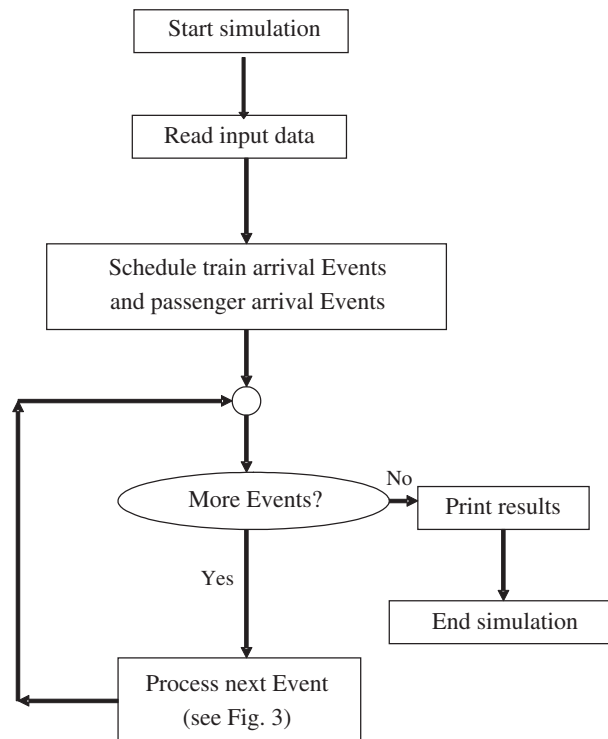 Start simulation
Read input data
Schedule train arrival Events
and passenger arrival Events
More Events?
No
Print results
Yes
End simulation
Process next Event
(see Fig. 3)